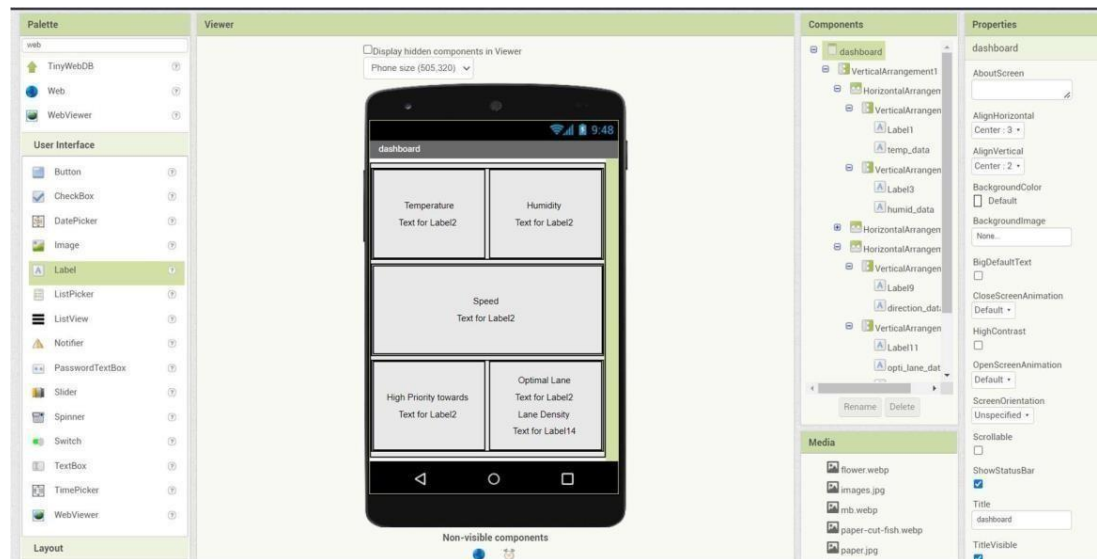 Palette
web
TinyWebDB
Web
WebViewer
User Interface
Button
CheckBox
DatePicker
Image
Label
ListPicker
ListView
Notifier
PasswordTextBox
Slider
Spinner
Switch
TextBox
TimePicker
WebViewer
Layout
Viewer
Display hidden components in Viewer
Phone size (505,320)
9:48
dashboard
Temperature
Text for Label2
Humidity
Text for Label2
Speed
Text for Label2
High Priority towards
Text for Label2
Optimal Lane
Text for Label2
Lane Density
Text for Label14
Non-visible components
Components
dashboard
VerticalArrangement1
HorizontalArrangen
VerticalArrangen
Label1
temp_data
VerticalArrangen
Label3
humid_data
HorizontalArrangen
HorizontalArrangen
VerticalArrangen
Label9
direction_dat
VerticalArrangen
Label11
opti_lane_dat
Rename Delete
Media
flower.webp
images.jpg
mb.webp
paper-cut-fish.webp
paper.jpg
Properties
dashboard
AboutScreen
AlignHorizontal
Center : 3
AlignVertical
Center : 2
BackgroundColor
Default
BackgroundImage
None...
BigDefaultText
CloseScreenAnimation
Default
HighContrast
OpenScreenAnimation
Default
ScreenOrientation
Unspecified
Scrollable
ShowStatusBar
Title
dashboard
TitleVisible